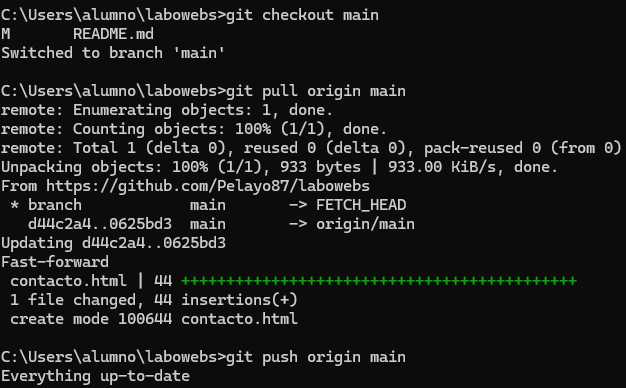 C:\Users\alumno\labowebs>git checkout main
M       README.md
Switched to branch 'main'

C:\Users\alumno\labowebs>git pull origin main
remote: Enumerating objects: 1, done.
remote: Counting objects: 100% (1/1), done.
remote: Total 1 (delta 0), reused 0 (delta 0), pack-reused 0 (from 0)
Unpacking objects: 100% (1/1), 933 bytes | 933.00 KiB/s, done.
From https://github.com/Pelayo87/labowebs
 * branch            main       -> FETCH_HEAD
   d44c2a4..0625bd3  main       -> origin/main
Updating d44c2a4..0625bd3
Fast-forward
 contacto.html | 44 ++++++++++++++++++++++++++++++++++++++++++++
 1 file changed, 44 insertions(+)
 create mode 100644 contacto.html

C:\Users\alumno\labowebs>git push origin main
Everything up-to-date